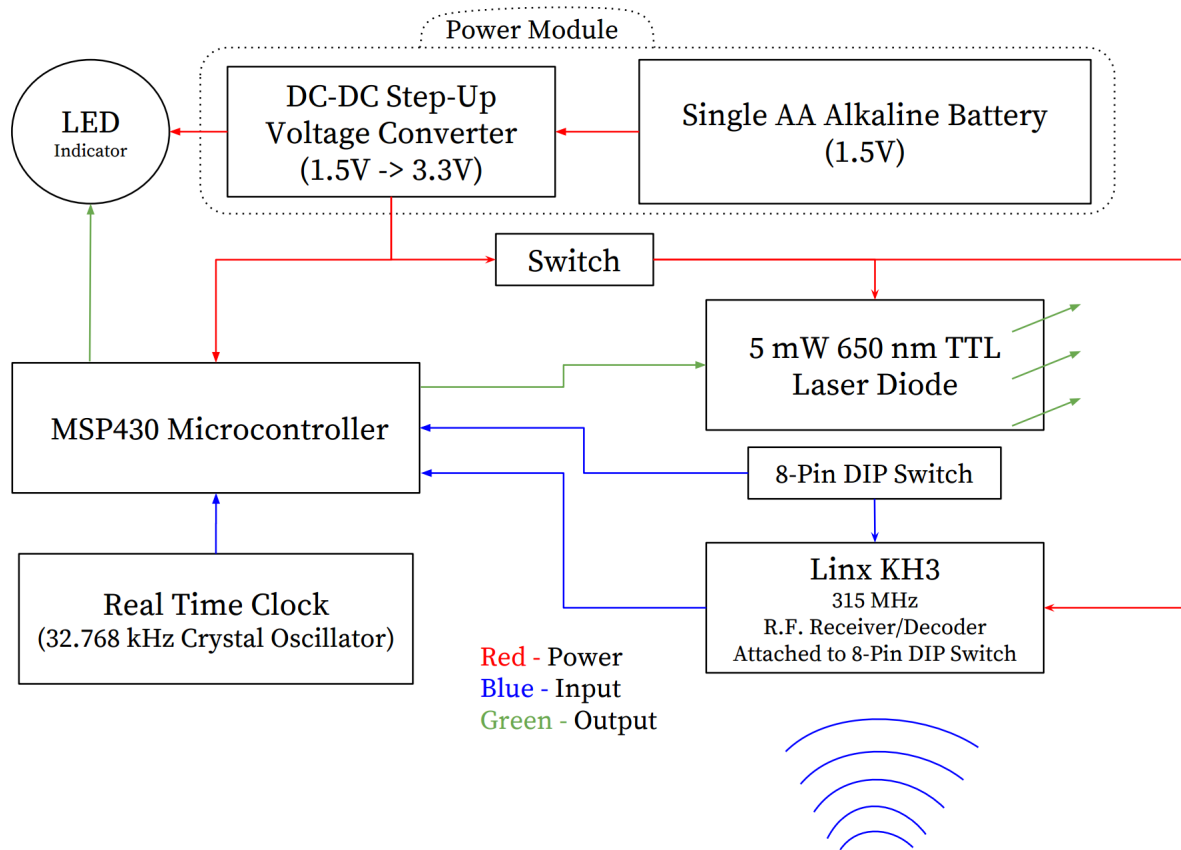 Power Module
LED
Indicator
DC-DC Step-Up
Voltage Converter
(1.5V -> 3.3V)
Single AA Alkaline Battery
(1.5V)
Switch
5 mW 650 nm TTL
Laser Diode
MSP430 Microcontroller
8-Pin DIP Switch
Real Time Clock
(32.768 kHz Crystal Oscillator)
Linx KH3
315 MHz
R.F. Receiver/Decoder
Attached to 8-Pin DIP Switch
Red - Power
Blue - Input
Green - Output